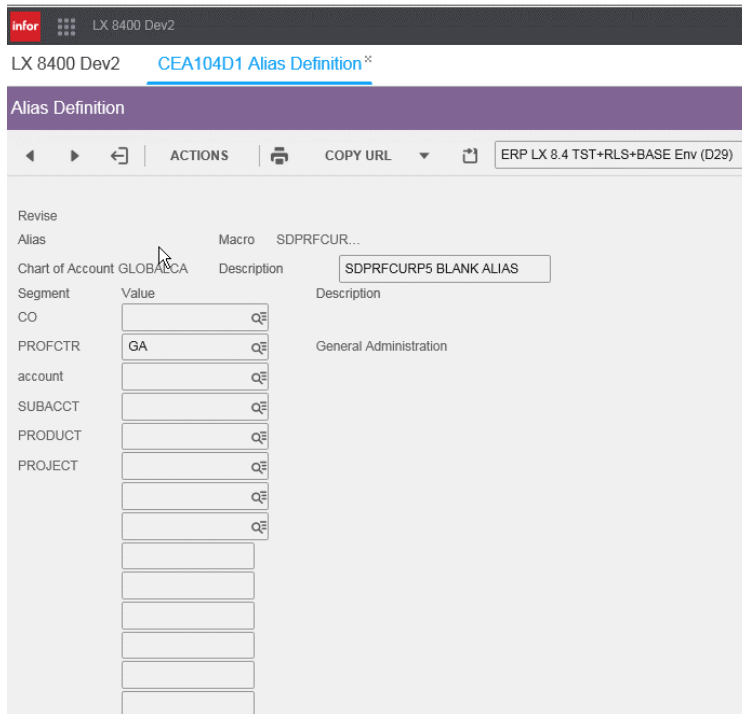 infor LX 8400 Dev2
LX 8400 Dev2 CEA104D1 Alias Definition x
Alias Definition
ACTIONS COPY URL ERP LX 8.4 TST+RLS+BASE Env (D29)
Revise
Alias Macro SDPRFCUR...
Chart of Account GLOBALCA Description SDPRFCURP5 BLANK ALIAS
Segment Value Description
CO
PROFCTR GA General Administration
account
SUBACCT
PRODUCT
PROJECT